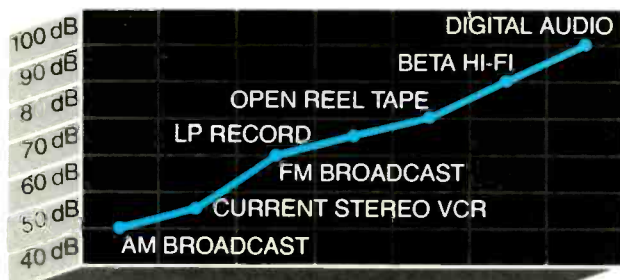 DIGITAL AUDIO
100 dB
BETA HI-FI
90 dB
OPEN REEL TAPE
8 dB
LP RECORD
70 dB
FM BROADCAST
60 dB
CURRENT STEREO VCR
50 dB
AM BROADCAST
40 dB